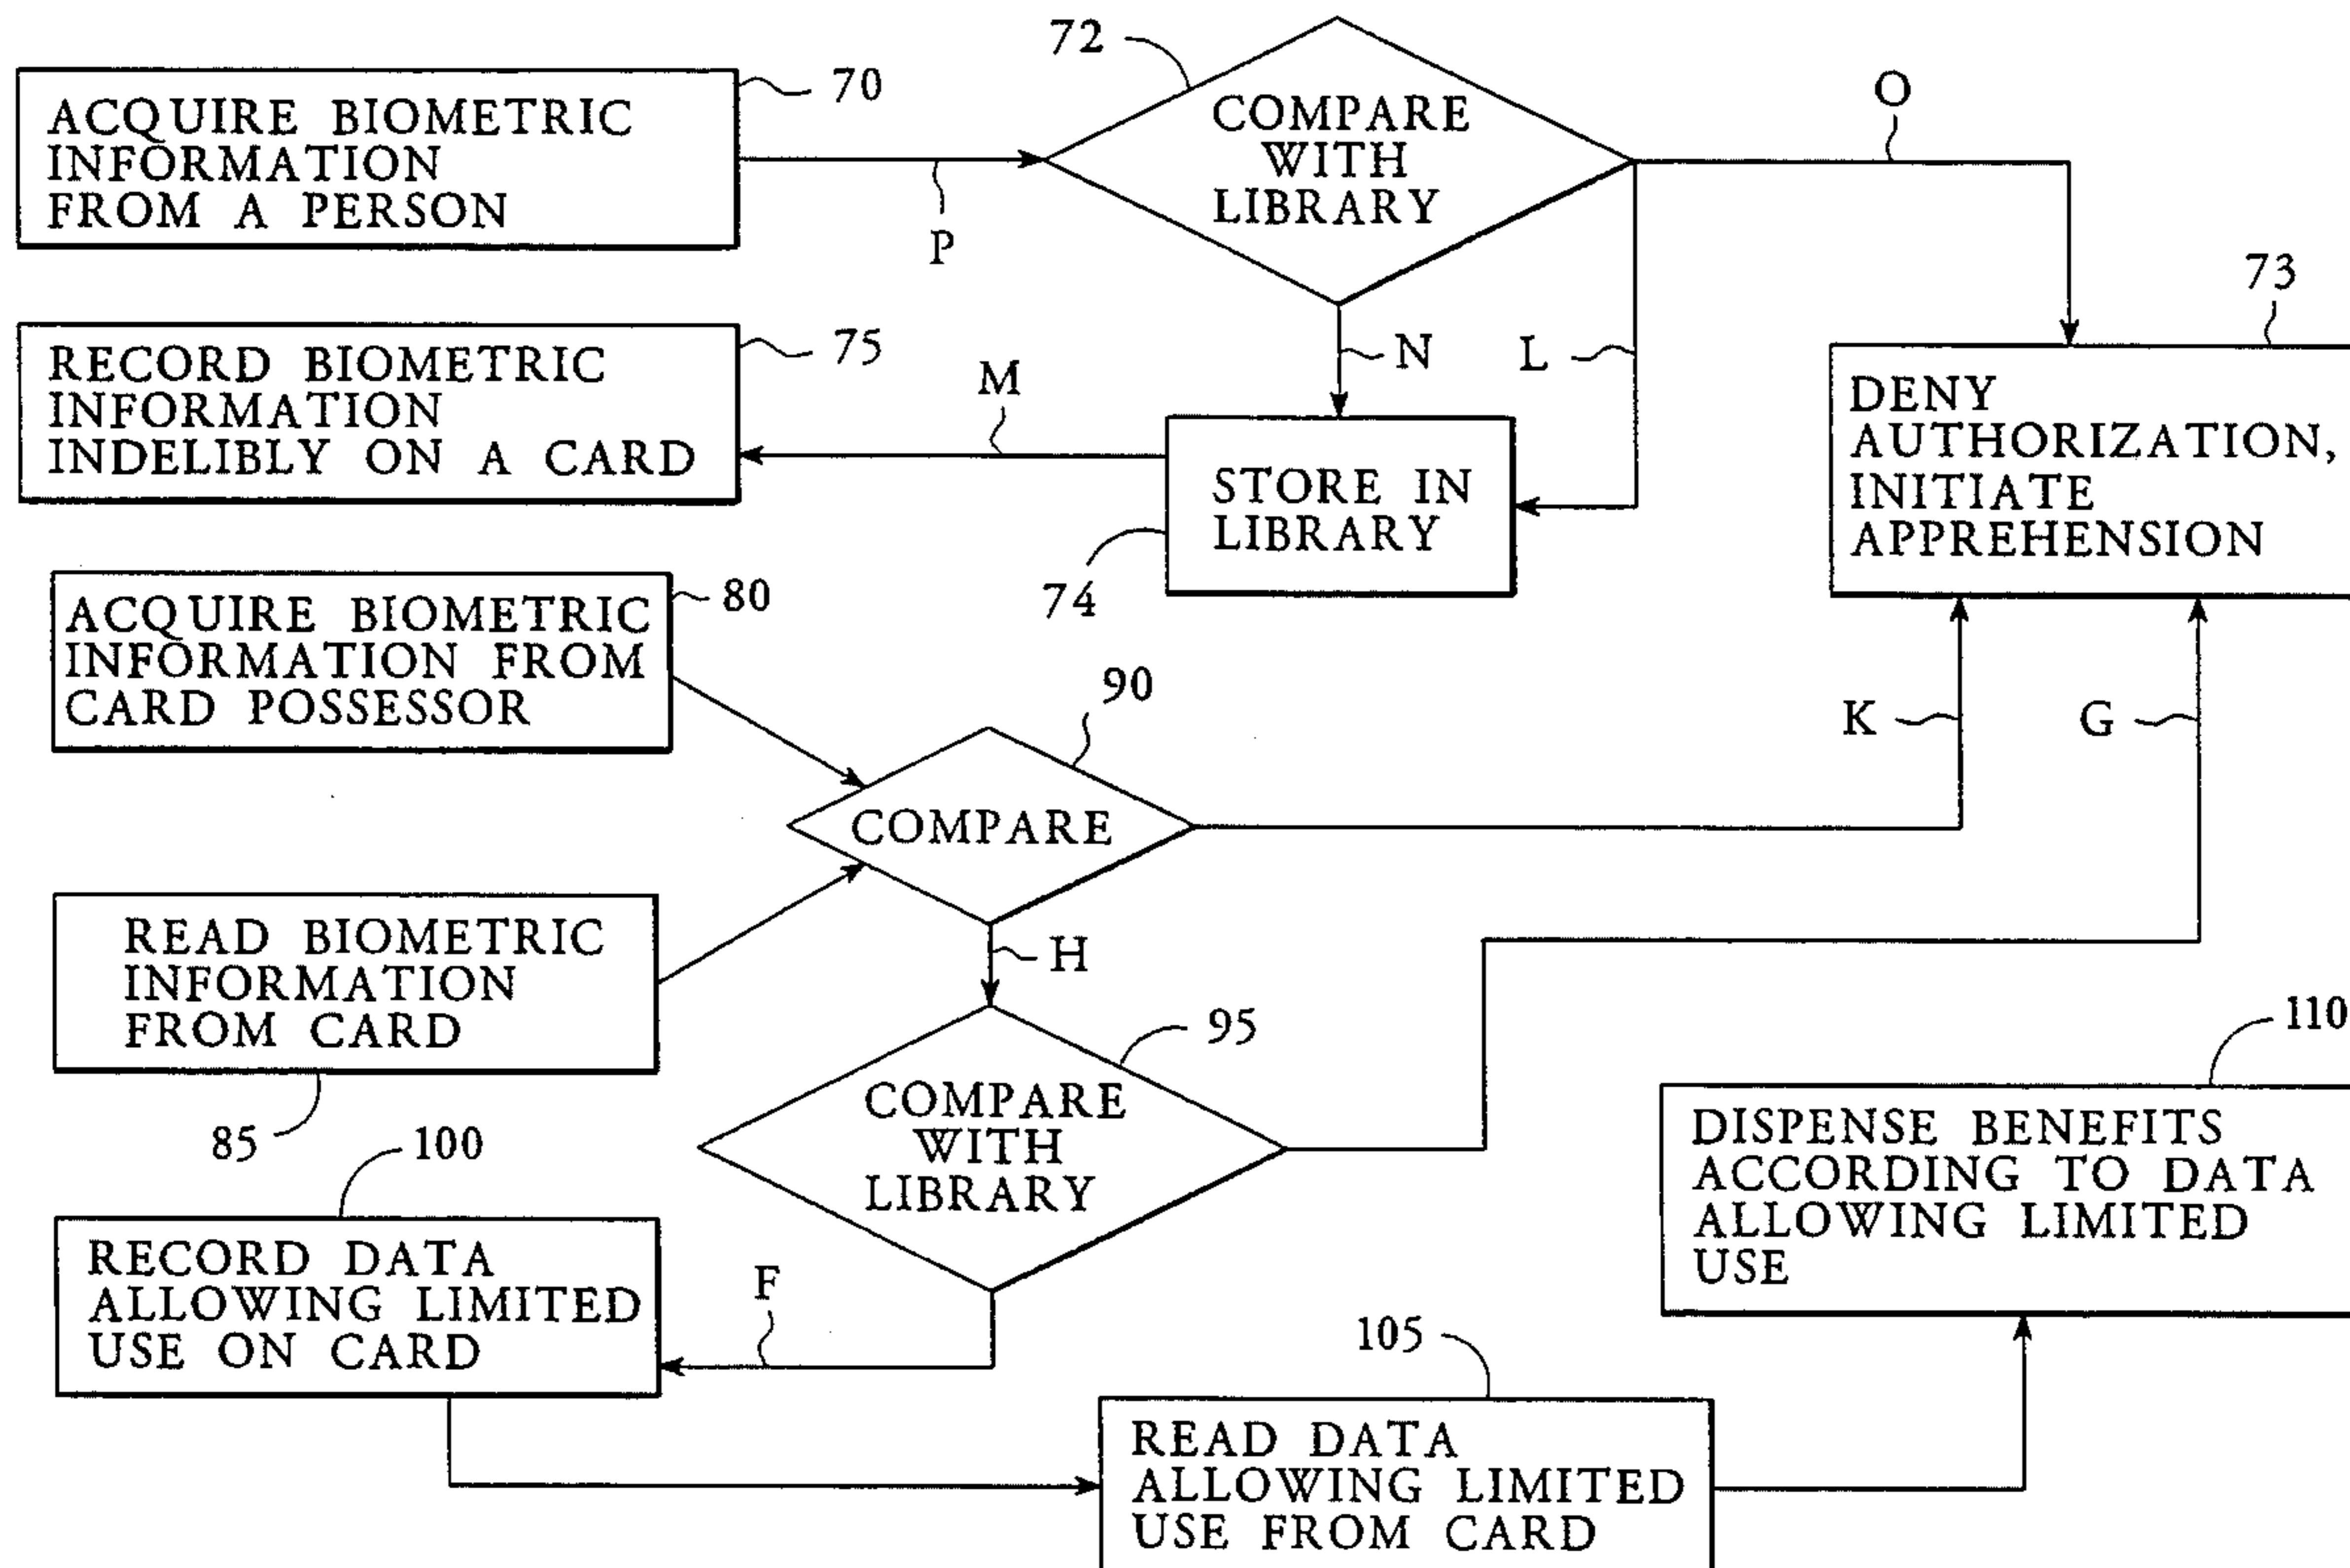 72
70
ACQUIRE BIOMETRIC
INFORMATION
FROM A PERSON
P
COMPARE
WITH
LIBRARY
O
73
75
RECORD BIOMETRIC
INFORMATION
INDELIBLY ON A CARD
M
N
L
DENY
AUTHORIZATION,
INITIATE
APPREHENSION
STORE IN
LIBRARY
74
80
ACQUIRE BIOMETRIC
INFORMATION FROM
CARD POSSESSOR
90
K
G
COMPARE
READ BIOMETRIC
INFORMATION
FROM CARD
85
H
95
COMPARE
WITH
LIBRARY
110
DISPENSE BENEFITS
ACCORDING TO DATA
ALLOWING LIMITED
USE
100
RECORD DATA
ALLOWING LIMITED
USE ON CARD
F
105
READ DATA
ALLOWING LIMITED
USE FROM CARD